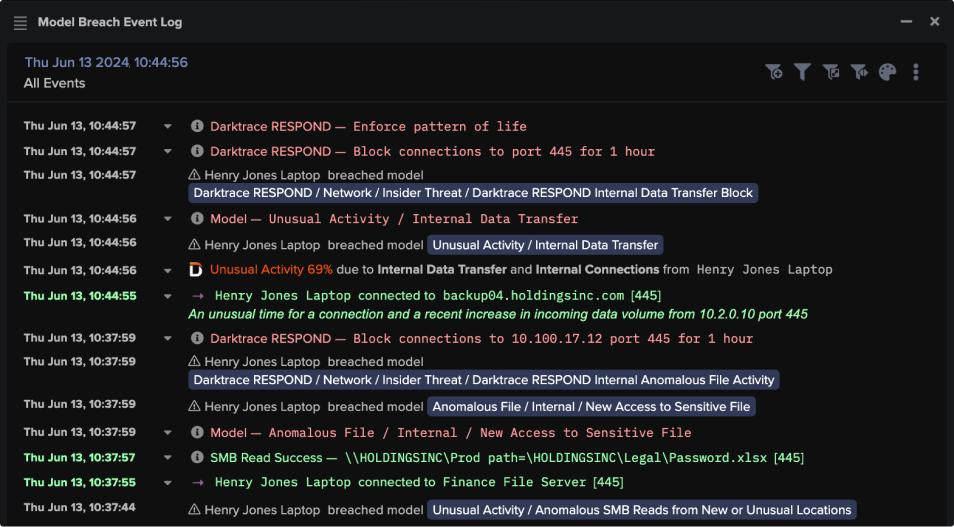 Model Breach Event Log
Thu Jun 13 2024, 10:44:56
All Events
Thu Jun 13, 10:44:57 Darktrace RESPOND — Enforce pattern of life
Thu Jun 13, 10:44:57 Darktrace RESPOND — Block connections to port 445 for 1 hour
Thu Jun 13, 10:44:57 Henry Jones Laptop breached model
Darktrace RESPOND / Network / Insider Threat / Darktrace RESPOND Internal Data Transfer Block
Thu Jun 13, 10:44:56 Model — Unusual Activity / Internal Data Transfer
Thu Jun 13, 10:44:56 Henry Jones Laptop breached model Unusual Activity / Internal Data Transfer
Thu Jun 13, 10:44:56 Unusual Activity 69% due to Internal Data Transfer and Internal Connections from Henry Jones Laptop
Thu Jun 13, 10:44:55 → Henry Jones Laptop connected to backup04.holdingsinc.com [445]
An unusual time for a connection and a recent increase in incoming data volume from 10.2.0.10 port 445
Thu Jun 13, 10:37:59 Darktrace RESPOND — Block connections to 10.100.17.12 port 445 for 1 hour
Thu Jun 13, 10:37:59 Henry Jones Laptop breached model
Darktrace RESPOND / Network / Insider Threat / Darktrace RESPOND Internal Anomalous File Activity
Thu Jun 13, 10:37:59 Henry Jones Laptop breached model Anomalous File / Internal / New Access to Sensitive File
Thu Jun 13, 10:37:59 Model — Anomalous File / Internal / New Access to Sensitive File
Thu Jun 13, 10:37:57 SMB Read Success — \\HOLDINGSINC\Prod path=\HOLDINGSINC\Legal\Password.xlsx [445]
Thu Jun 13, 10:37:55 → Henry Jones Laptop connected to Finance File Server [445]
Thu Jun 13, 10:37:44 Henry Jones Laptop breached model Unusual Activity / Anomalous SMB Reads from New or Unusual Locations